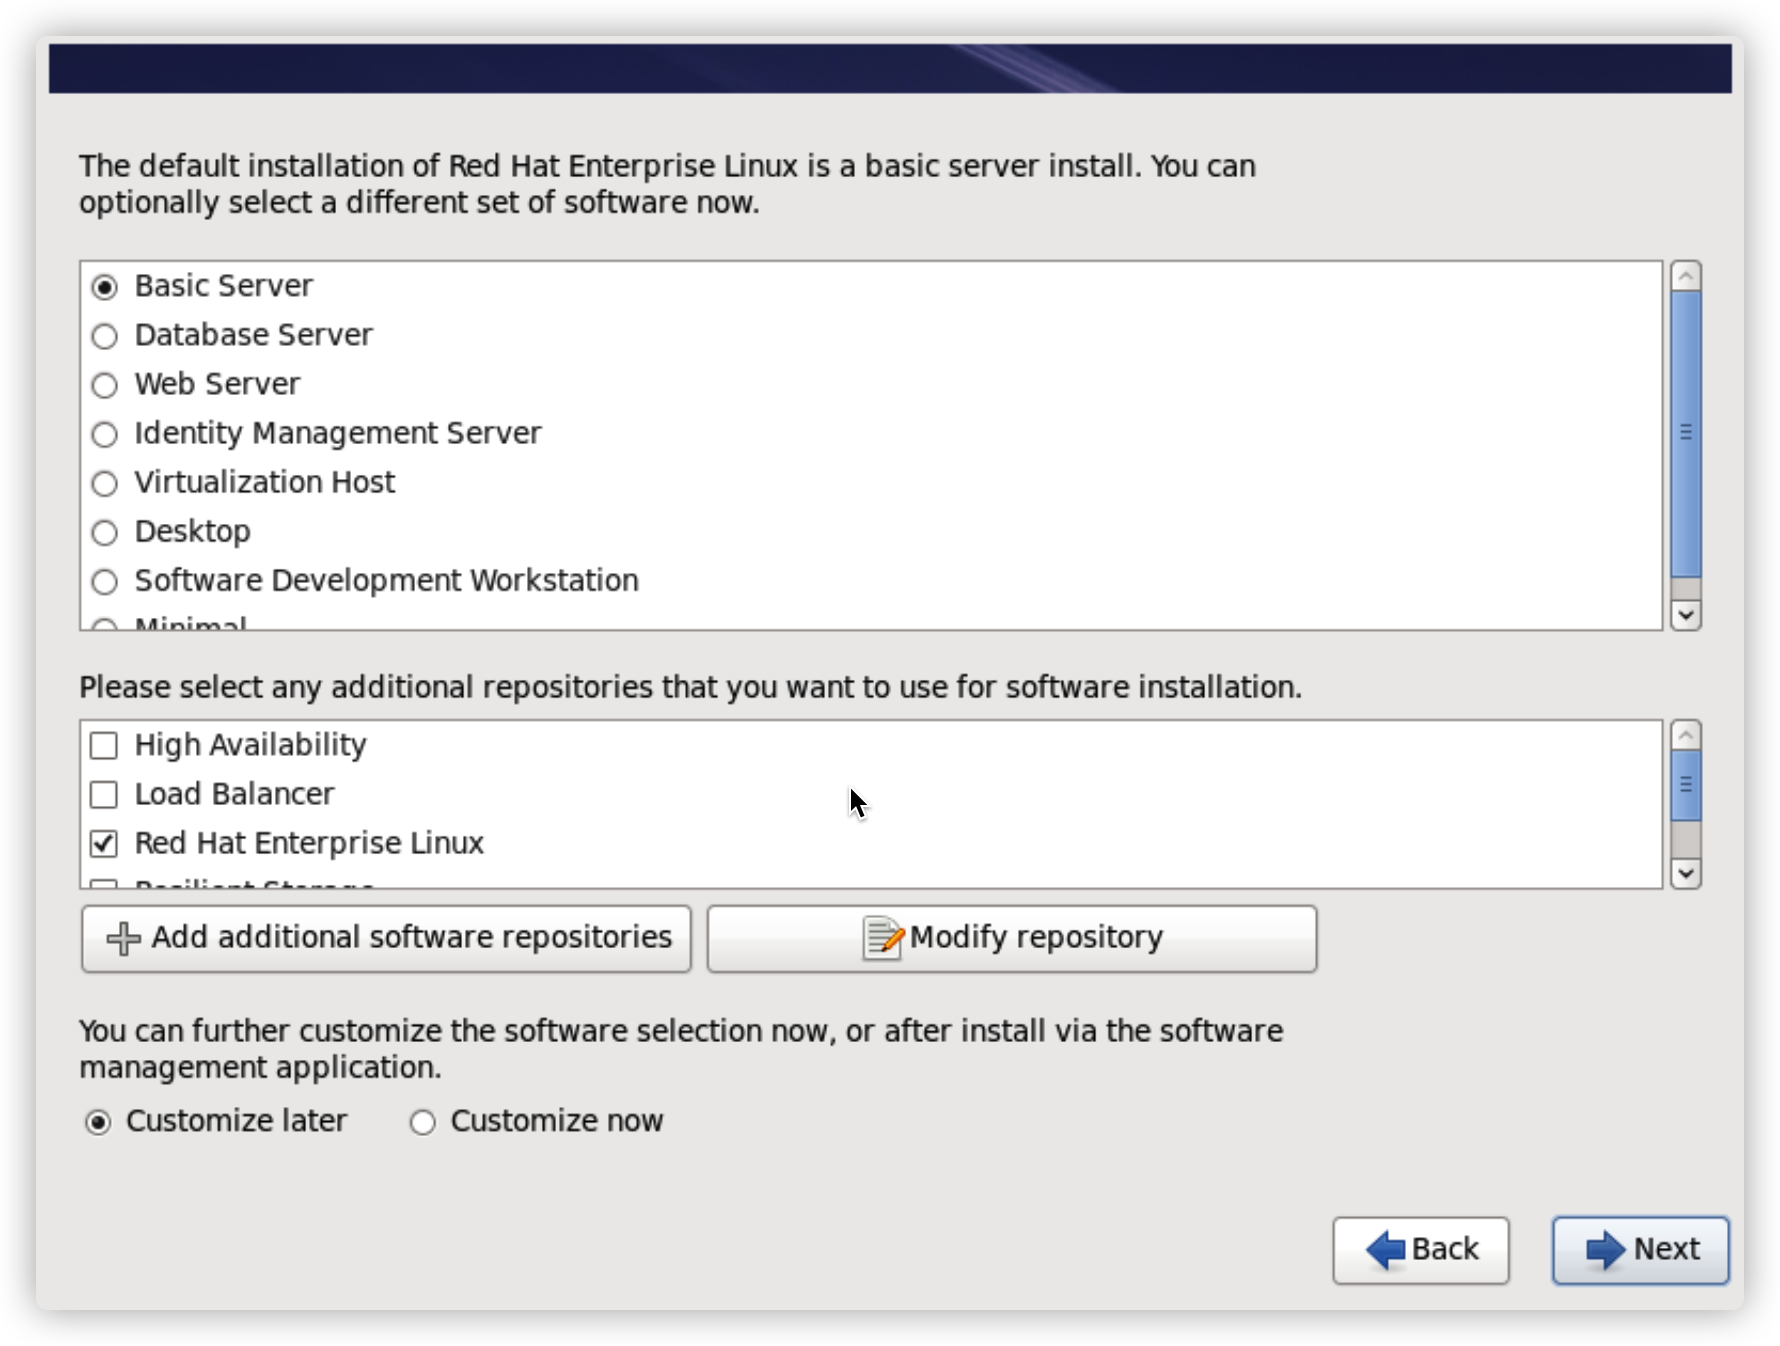 The default installation of Red Hat Enterprise Linux is a basic server install. You can
optionally select a different set of software now.
Basic Server
Database Server
Web Server
Identity Management Server
Virtualization Host
Desktop
Software Development Workstation
Minimal
Please select any additional repositories that you want to use for software installation.
High Availability
Load Balancer
Red Hat Enterprise Linux
Resilient Storage
Add additional software repositories
Modify repository
You can further customize the software selection now, or after install via the software
management application.
Customize later
Customize now
Back
Next